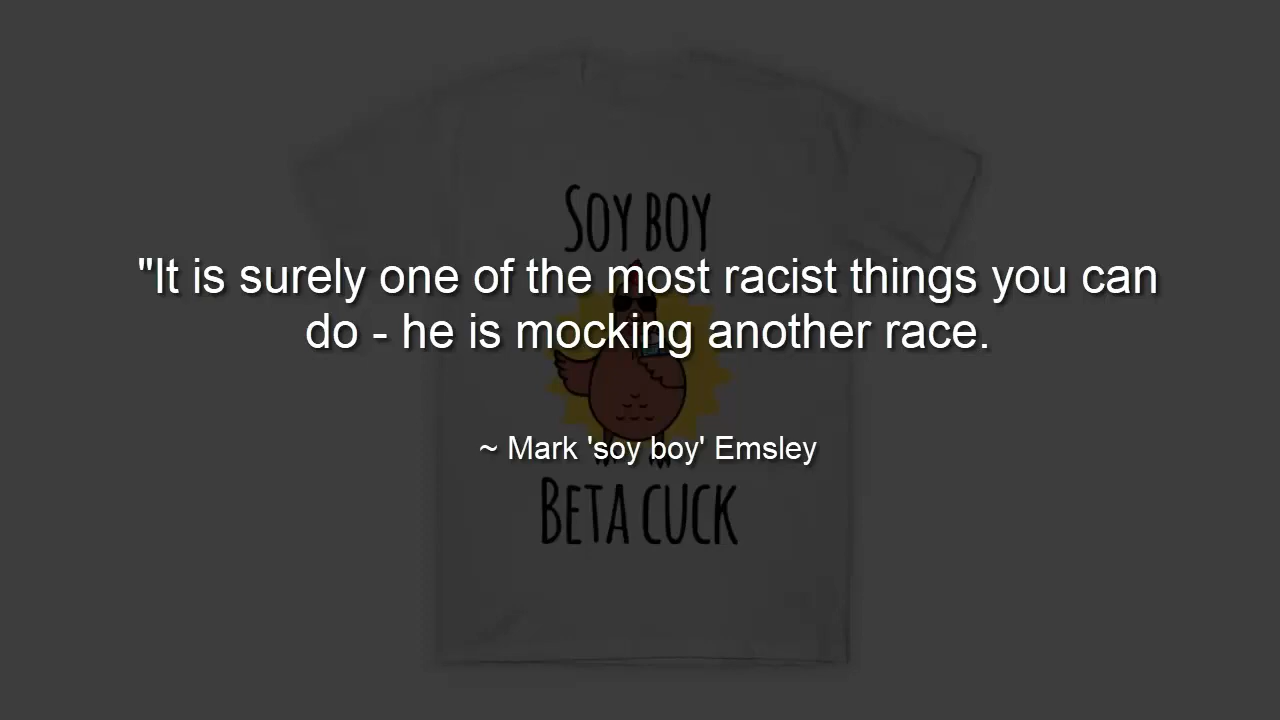 SOY BOY
"It is surely one of the most racist things you can
do - he is mocking another race.
~ Mark 'soy boy' Emsley
BETA CUCK